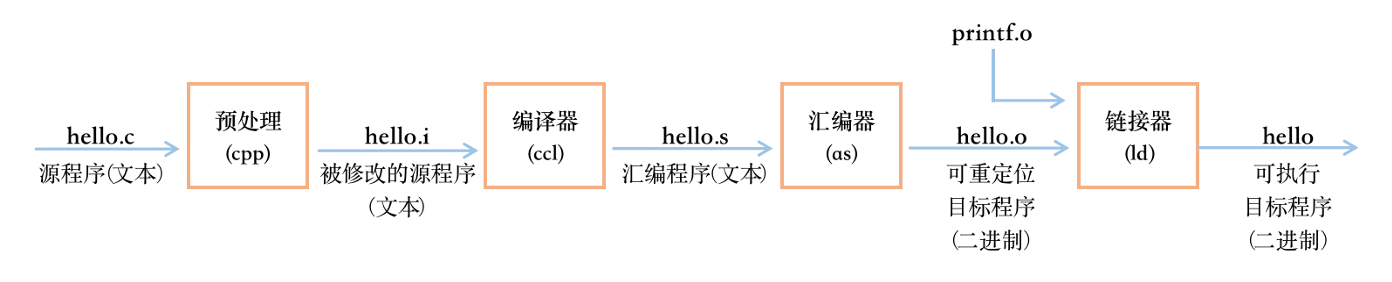 printf.o
hello.c
源程序(文本)
预处理
(cpp)
hello.i
被修改的源程序
(文本)
编译器
(ccl)
hello.s
汇编程序(文本)
汇编器
(as)
hello.o
可重定位
目标程序
(二进制)
链接器
(ld)
hello
可执行
目标程序
(二进制)